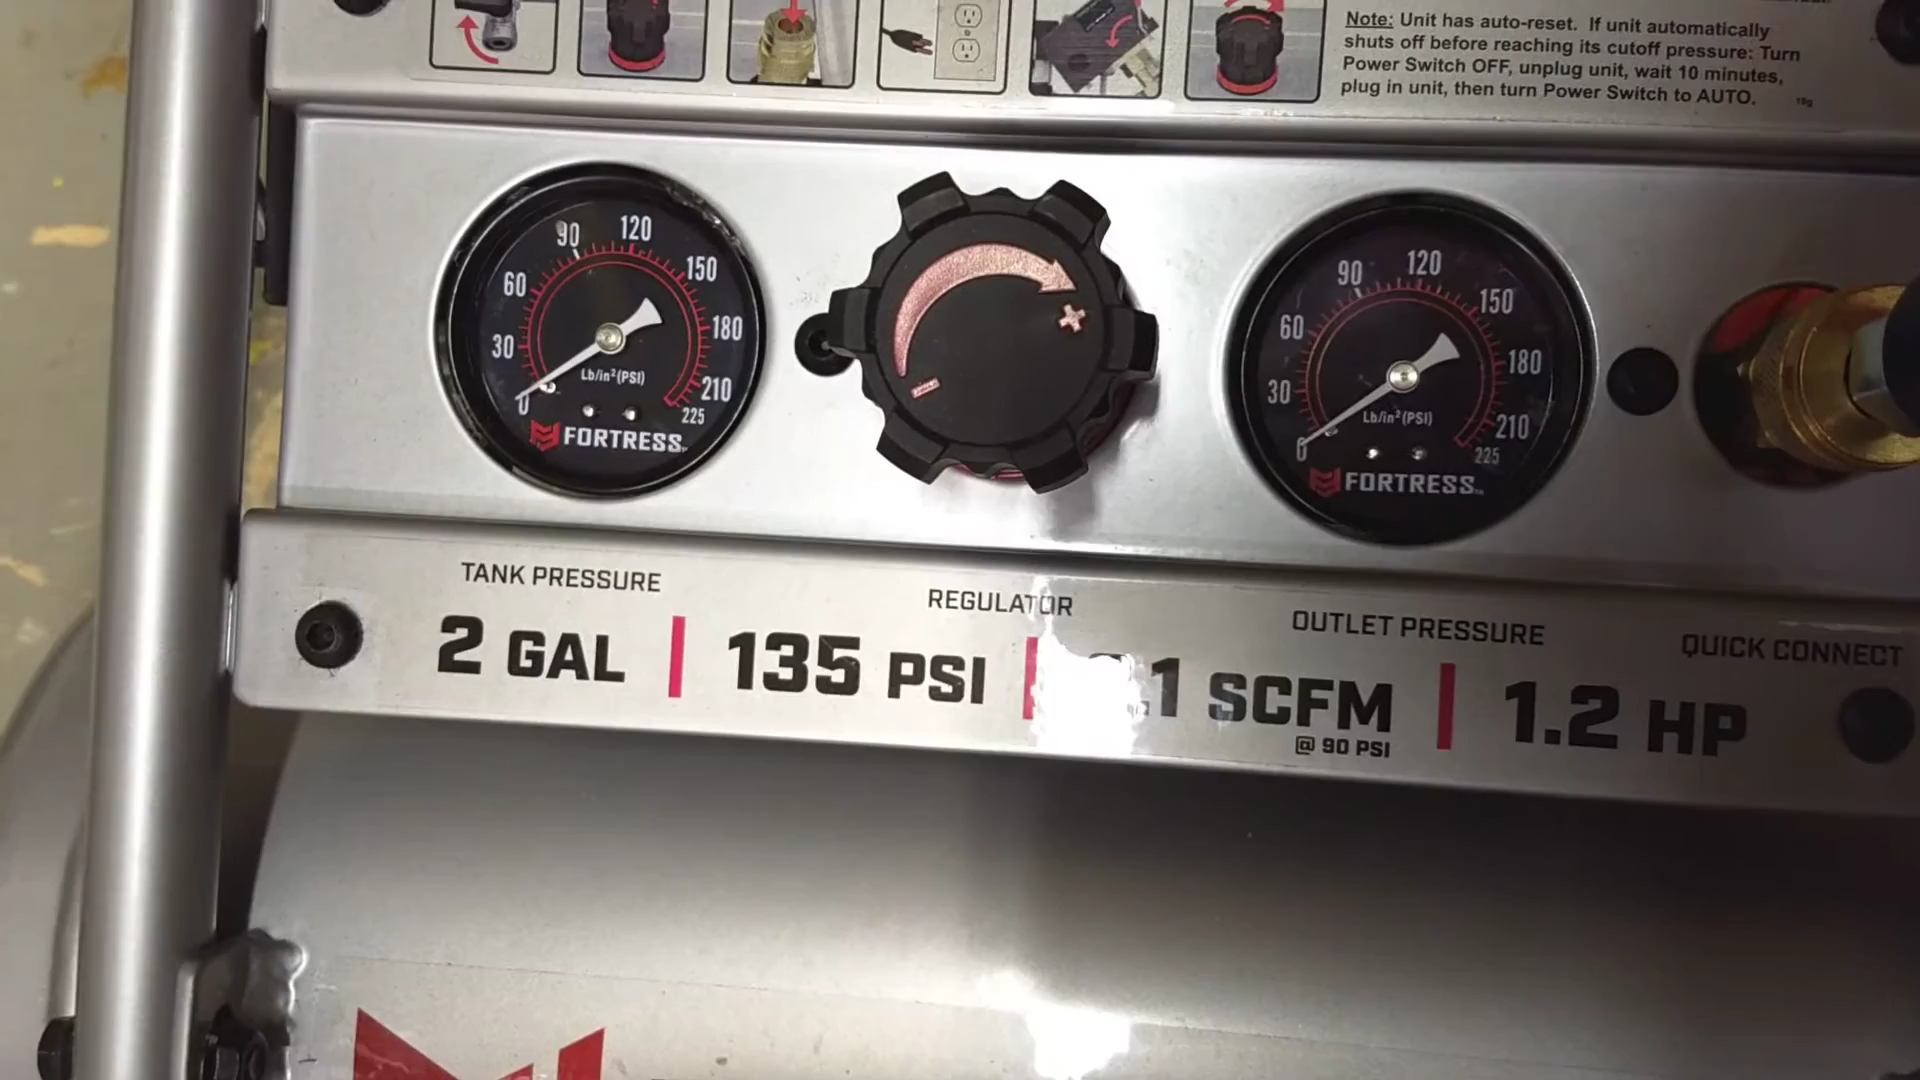 Note: Unit has auto-reset. If unit automatically
shuts off before reaching its cutoff pressure: Turn
Power Switch OFF, unplug unit, wait 10 minutes,
plug in unit, then turn Power Switch to AUTO.
0 30 60 90 120 150 180 210 225
Lb/in²(PSI)
FORTRESS
+
−
0 30 60 90 120 150 180 210 225
Lb/in²(PSI)
FORTRESS
TANK PRESSURE
REGULATOR
OUTLET PRESSURE
QUICK CONNECT
2 GAL | 135 PSI | .1 SCFM | 1.2 HP
@ 90 PSI